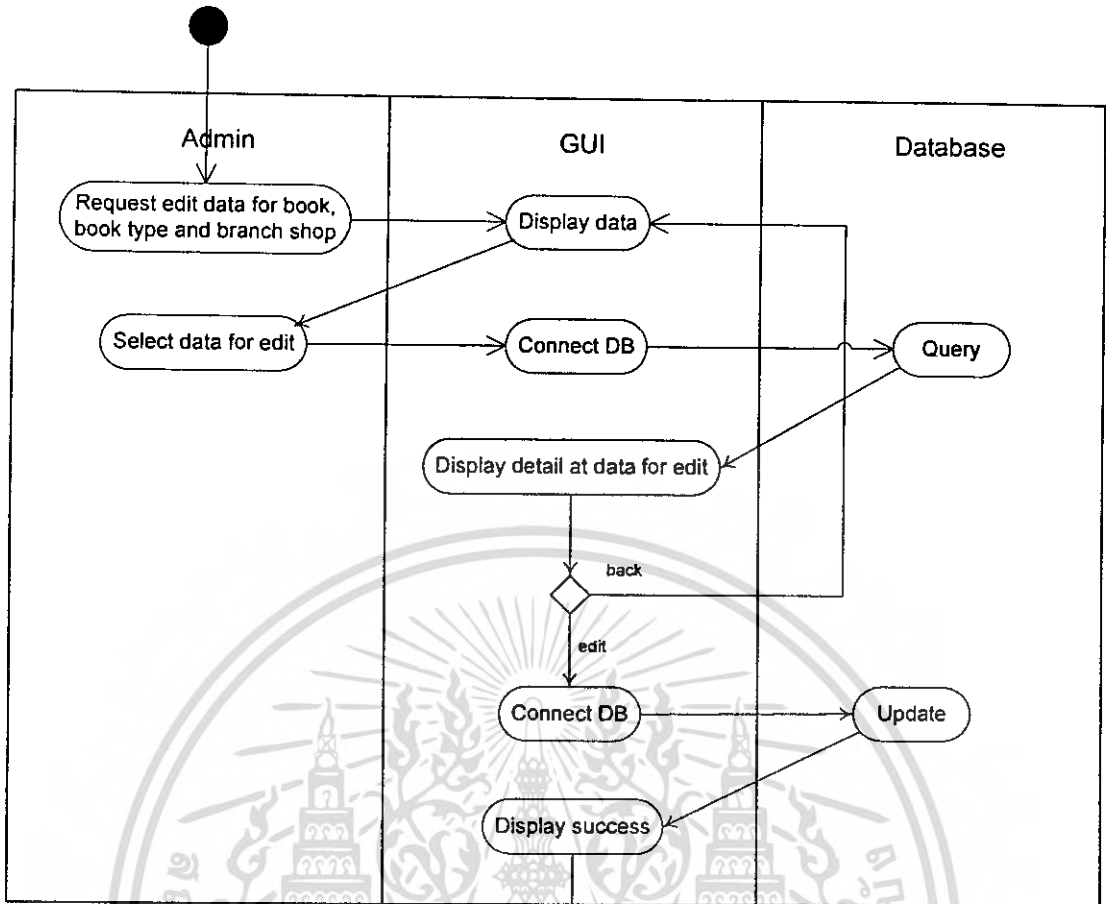 Admin
GUI
Database
Request edit data for book,
book type and branch shop
Display data
Select data for edit
Connect DB
Query
Display detail at data for edit
back
edit
Connect DB
Update
Display success